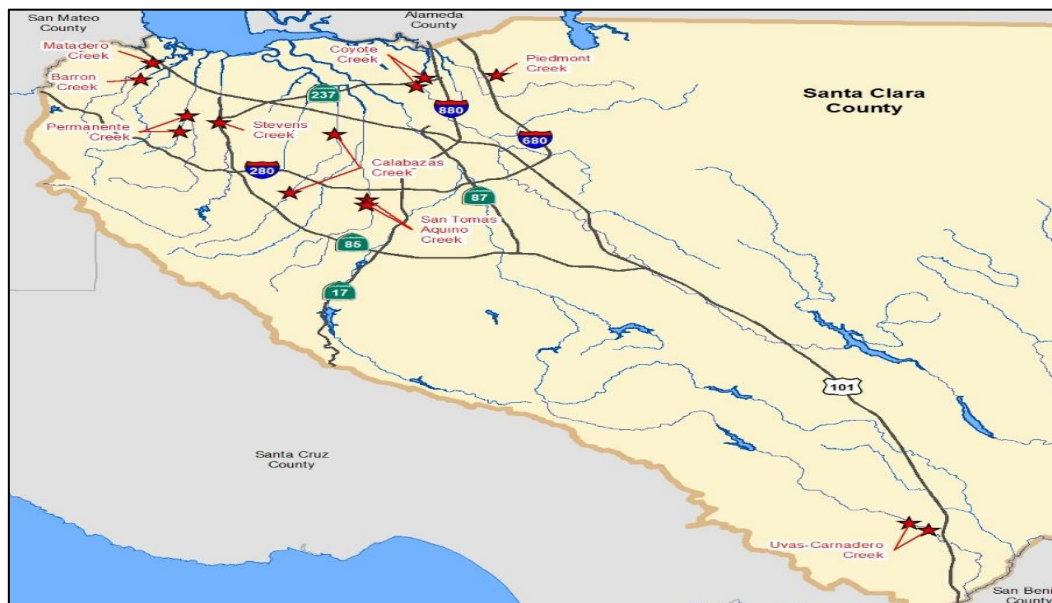 San Mateo
County
Alameda
County
Matadero
Creek
Coyote
Creek
Piedmont
Creek
Barron
Creek
237
Santa Clara
County
880
Permanente
Creek
Stevens
Creek
680
280
Calabazas
Creek
87
San Tomas
Aquino
Creek
85
17
101
Santa Cruz
County
Uvas-Carnadero
Creek
County